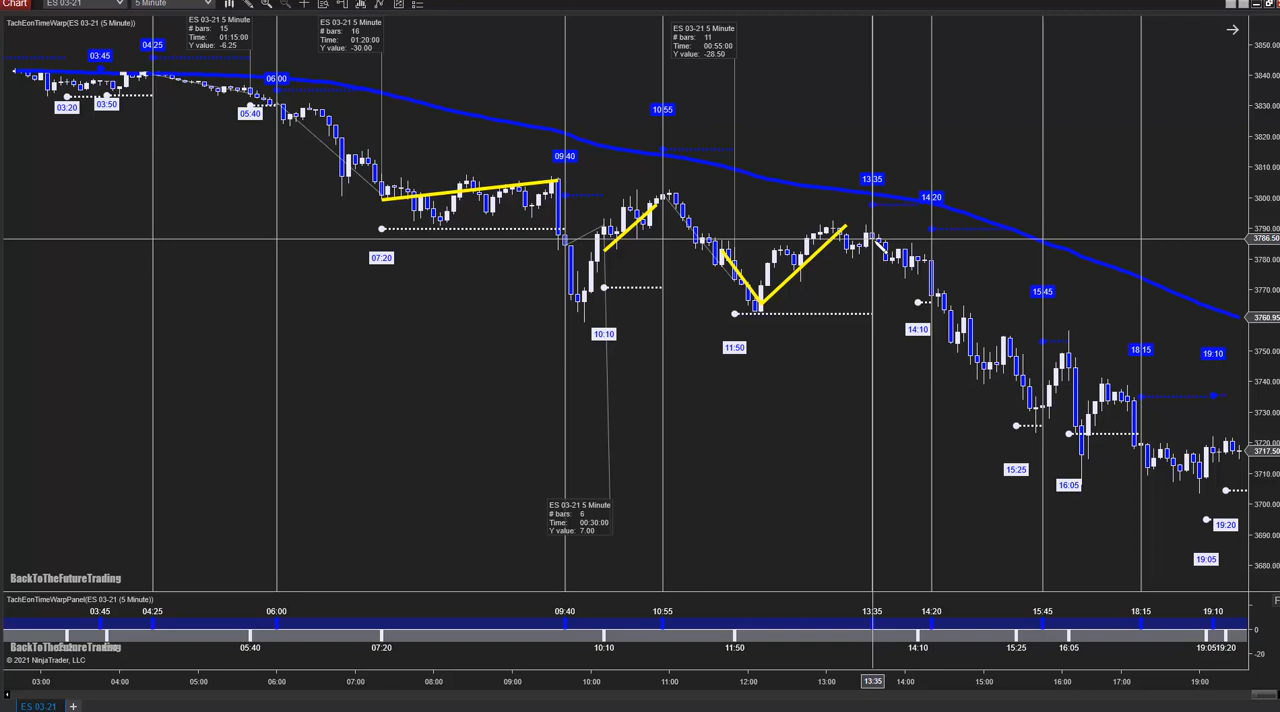 Chart
ES 03-21
5 Minute
TachEonTimeWarp(ES 03-21 (5 Minute))
ES 03-21 5 Minute
# bars: 15
Time: 01:15:00
Y value: -6.25
ES 03-21 5 Minute
# bars: 16
Time: 01:20:00
Y value: -30.00
ES 03-21 5 Minute
# bars: 11
Time: 00:55:00
Y value: -28.50
03:45
04:25
06:00
09:40
10:55
13:35
14:20
15:45
18:15
19:10
03:20
03:50
05:40
07:20
10:10
11:50
14:10
15:25
16:05
19:20
19:05
ES 03-21 5 Minute
# bars: 6
Time: 00:30:00
Y value: 7.00
3850.00
3840.00
3830.00
3820.00
3810.00
3800.00
3790.00
3786.50
3780.00
3770.00
3760.95
3750.00
3740.00
3730.00
3720.00
3717.50
3710.00
3700.00
3690.00
3680.00
BackToTheFutureTrading
TachEonTimeWarpPanel(ES 03-21 (5 Minute))
F
03:45 04:25 06:00 09:40 10:55 13:35 14:20 15:45 18:15 19:10
0
BackToTheFutureTrading
05:40 07:20 10:10 11:50 14:10 15:25 16:05 19:05 19:20
-20
© 2021 NinjaTrader, LLC
03:00 04:00 05:00 06:00 07:00 08:00 09:00 10:00 11:00 12:00 13:00 13:35 14:00 15:00 16:00 17:00 18:00 19:00
ES 03-21
+